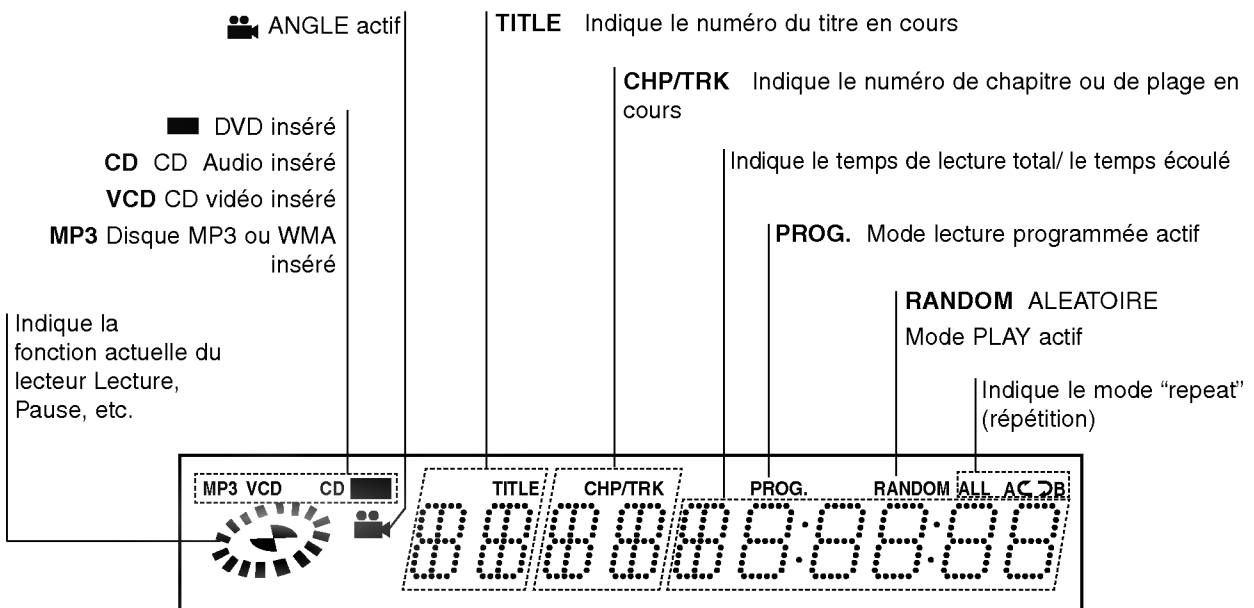 ANGLE actif
TITLE Indique le numéro du titre en cours
CHP/TRK Indique le numéro de chapitre ou de plage en
cours
DVD inséré
CD CD Audio inséré
VCD CD vidéo inséré
MP3 Disque MP3 ou WMA
inséré
Indique le temps de lecture total/ le temps écoulé
PROG. Mode lecture programmée actif
RANDOM ALEATOIRE
Mode PLAY actif
Indique la
fonction actuelle du
lecteur Lecture,
Pause, etc.
Indique le mode “repeat”
(répétition)
MP3 VCD CD TITLE CHP/TRK PROG. RANDOM ALL A B